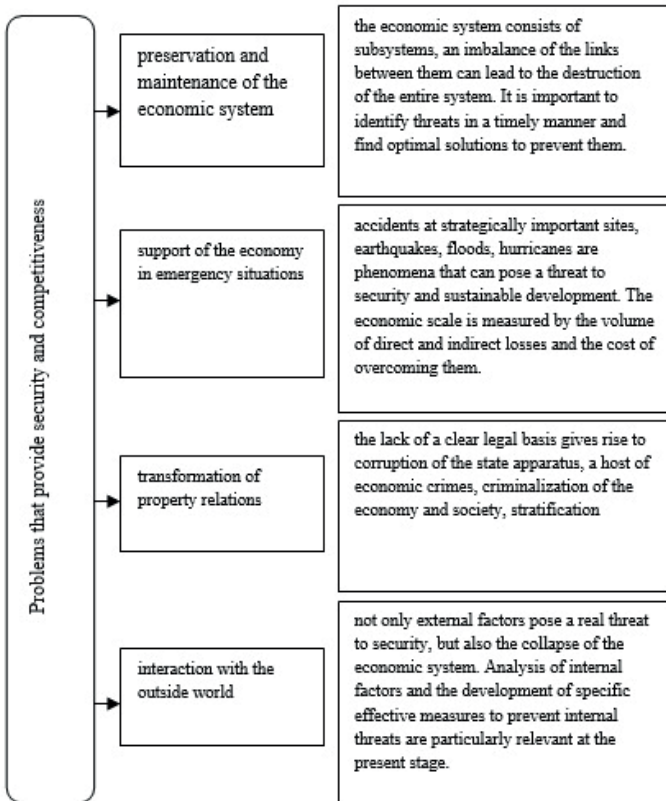 Problems that provide security and competitiveness
preservation and
maintenance of the
economic system
the economic system consists of
subsystems, an imbalance of the links
between them can lead to the destruction
of the entire system. It is important to
identify threats in a timely manner and
find optimal solutions to prevent them.
support of the economy
in emergency situations
accidents at strategically important sites,
earthquakes, floods, hurricanes are
phenomena that can pose a threat to
security and sustainable development. The
economic scale is measured by the volume
of direct and indirect losses and the cost of
overcoming them.
transformation of
property relations
the lack of a clear legal basis gives rise to
corruption of the state apparatus, a host of
economic crimes, criminalization of the
economy and society, stratification
interaction with the
outside world
not only external factors pose a real threat
to security, but also the collapse of the
economic system. Analysis of internal
factors and the development of specific
effective measures to prevent internal
threats are particularly relevant at the
present stage.